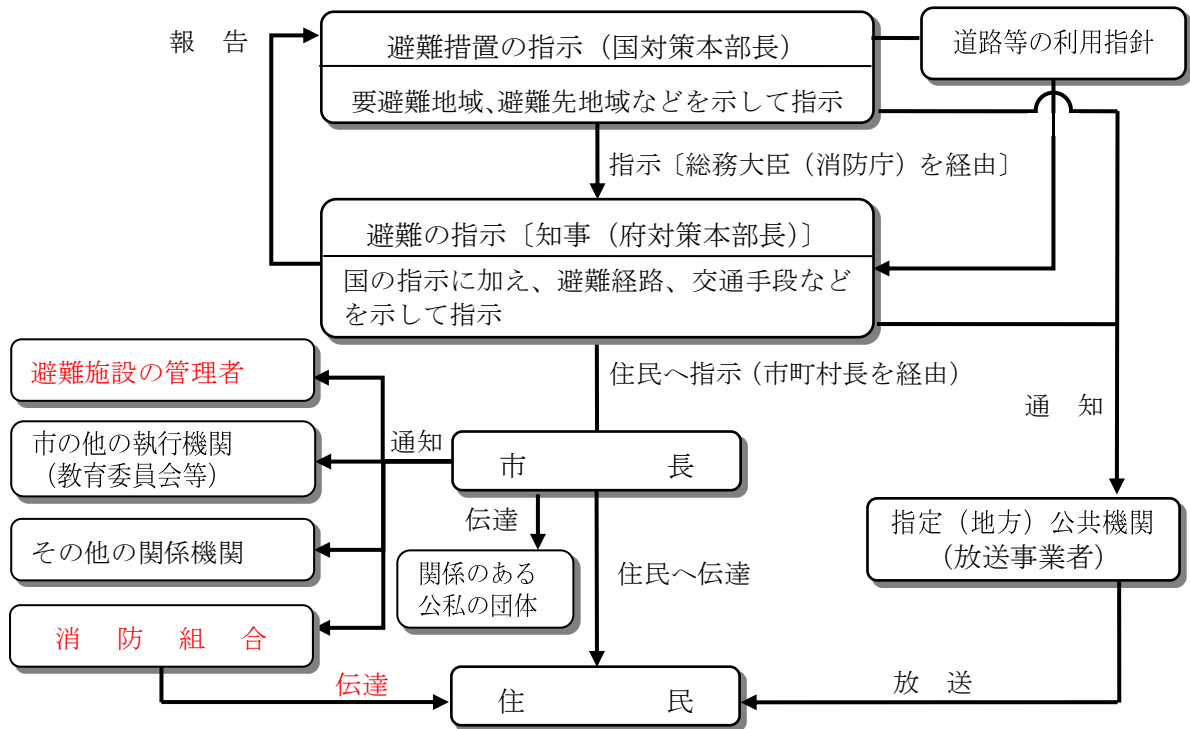 報 告
避難措置の指示（国対策本部長）
道路等の利用指針
要避難地域、避難先地域などを示して指示
指示〔総務大臣（消防庁）を経由〕
避難の指示〔知事（府対策本部長）〕
国の指示に加え、避難経路、交通手段など
を示して指示
避難施設の管理者
住民へ指示（市町村長を経由）
通 知
市の他の執行機関
（教育委員会等）
通知
市 長
伝達
指定（地方）公共機関
（放送事業者）
その他の関係機関
関係のある
公私の団体
住民へ伝達
消 防 組 合
伝達
住 民
放 送